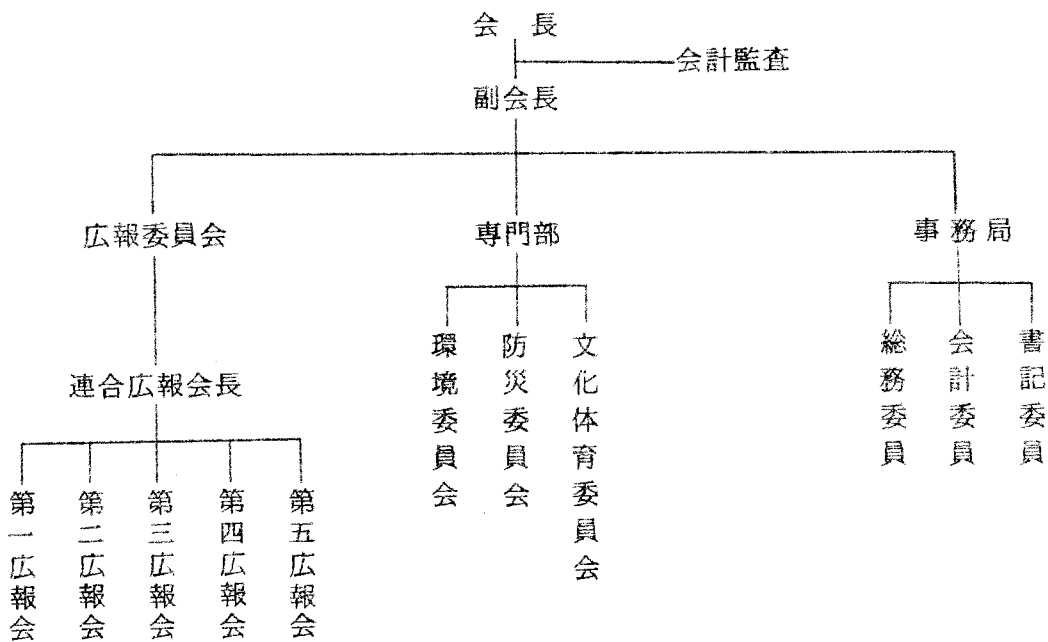 会長
会計監査
副会長
広報委員会
専門部
事務局
環境委員会
防災委員会
文化体育委員会
総務委員
会計委員
書記委員
連合広報会長
第一広報会
第二広報会
第三広報会
第四広報会
第五広報会